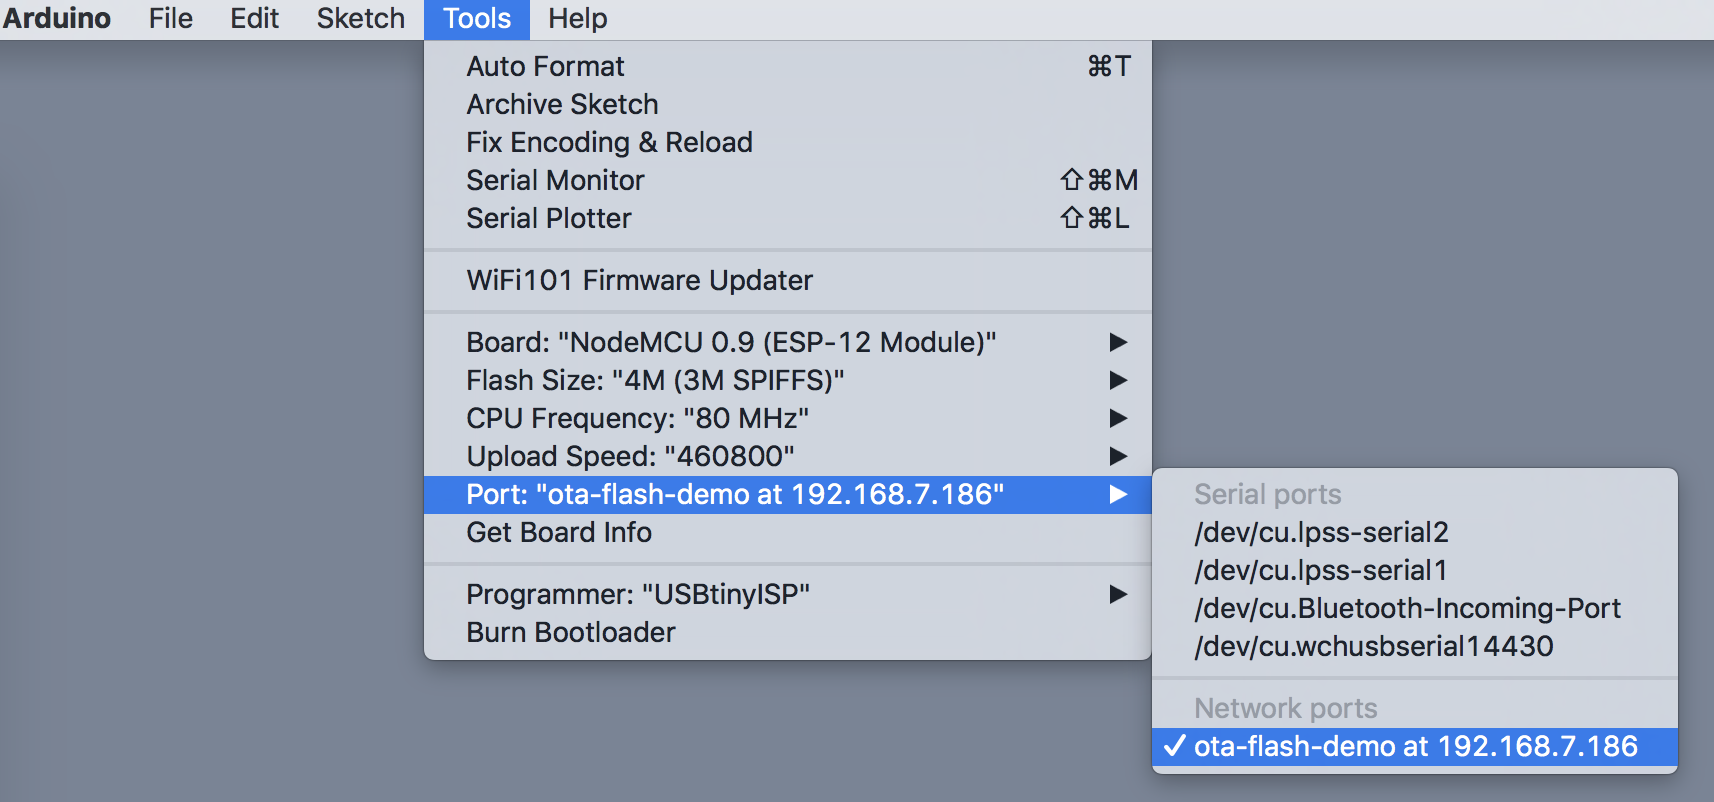 Arduino File Edit Sketch Tools Help
Auto Format ⌘T
Archive Sketch
Fix Encoding & Reload
Serial Monitor ⇧⌘M
Serial Plotter ⇧⌘L
WiFi101 Firmware Updater
Board: "NodeMCU 0.9 (ESP-12 Module)" ▶
Flash Size: "4M (3M SPIFFS)" ▶
CPU Frequency: "80 MHz" ▶
Upload Speed: "460800" ▶
Port: "ota-flash-demo at 192.168.7.186" ▶
Get Board Info
Programmer: "USBtinyISP" ▶
Burn Bootloader
Serial ports
/dev/cu.lpss-serial2
/dev/cu.lpss-serial1
/dev/cu.Bluetooth-Incoming-Port
/dev/cu.wchusbserial14430
Network ports
✓ ota-flash-demo at 192.168.7.186